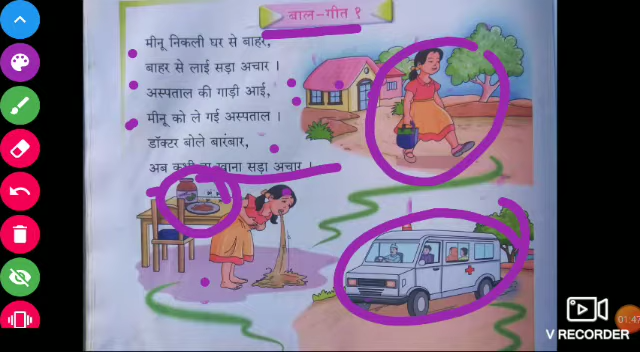 बाल-गीत १
मीनू निकली घर से बाहर,
बाहर से लाई सड़ा अचार ।
अस्पताल की गाड़ी आई,
मीनू को ले गई अस्पताल ।
डॉक्टर बोले बारंबार,
अब कभी खाना सड़ा अचार ।
01:47
V RECORDER